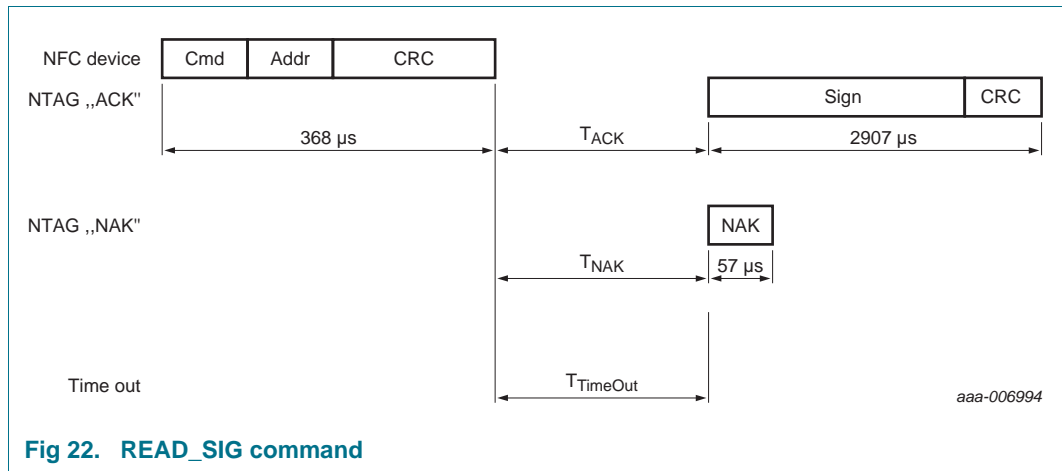 NFC device Cmd Addr CRC
NTAG ,,ACK" Sign CRC
368 µs TACK 2907 µs
NTAG ,,NAK" NAK
TNAK 57 µs
Time out TTimeOut aaa-006994
Fig 22. READ_SIG command